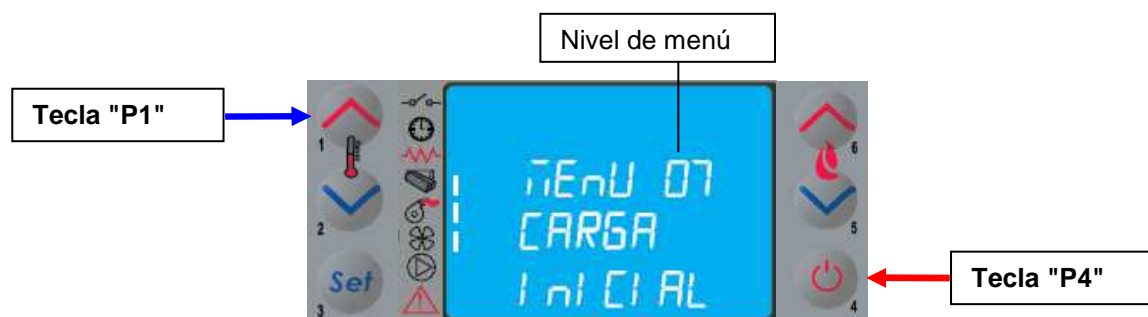 Nivel de menú
Tecla "P1"
MEnU 07
CARGA
InICIAL
1
2
Set
3
6
5
4
Tecla "P4"